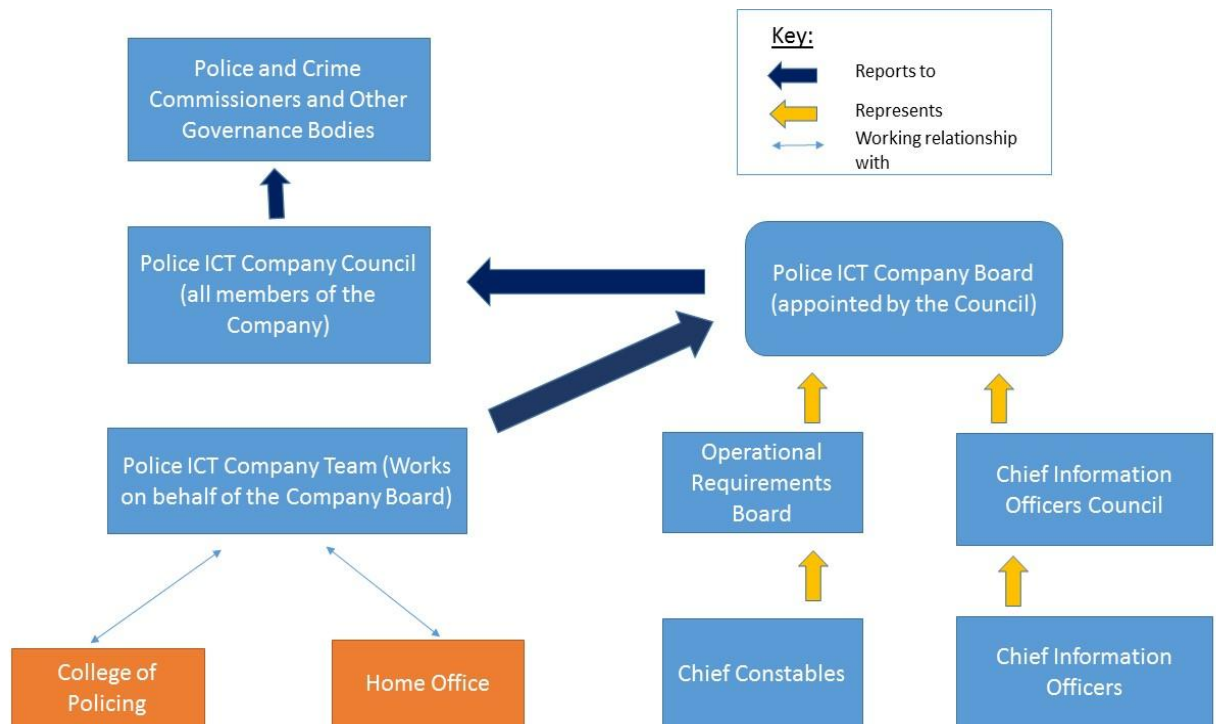 Police and Crime
Commissioners and Other
Governance Bodies
Key:
Reports to
Represents
Working relationship
with
Police ICT Company Council
(all members of the
Company)
Police ICT Company Board
(appointed by the Council)
Police ICT Company Team (Works
on behalf of the Company Board)
Operational
Requirements
Board
Chief Information
Officers Council
College of
Policing
Home Office
Chief Constables
Chief Information
Officers